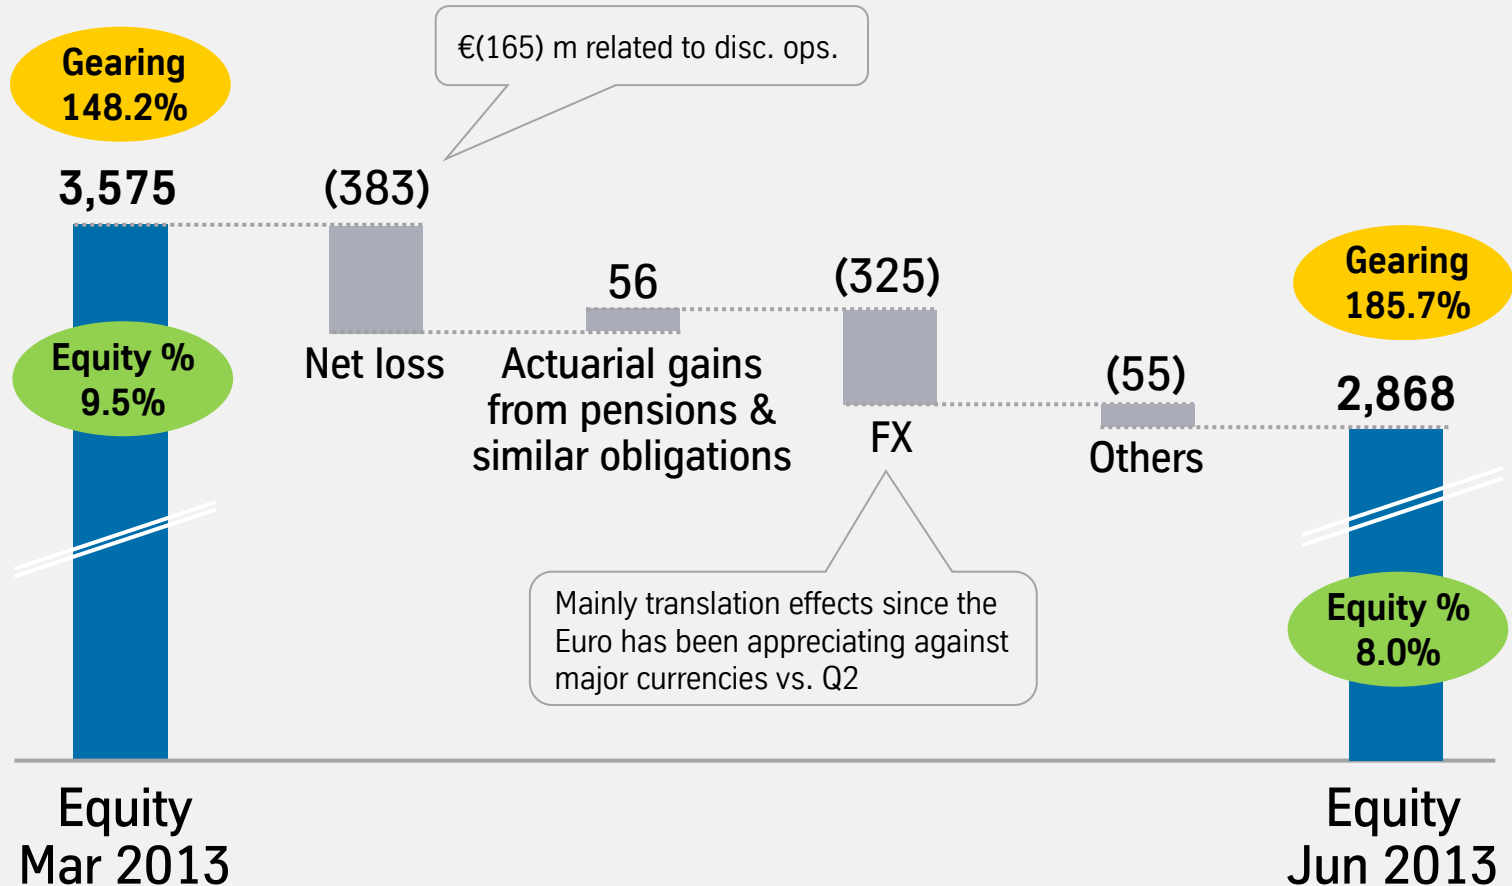 Gearing
148.2%
€(165) m related to disc. ops.
3,575
(383)
56
(325)
Gearing
185.7%
Equity %
9.5%
Net loss
Actuarial gains
from pensions &
similar obligations
FX
(55)
Others
2,868
Mainly translation effects since the
Euro has been appreciating against
major currencies vs. Q2
Equity %
8.0%
Equity
Mar 2013
Equity
Jun 2013